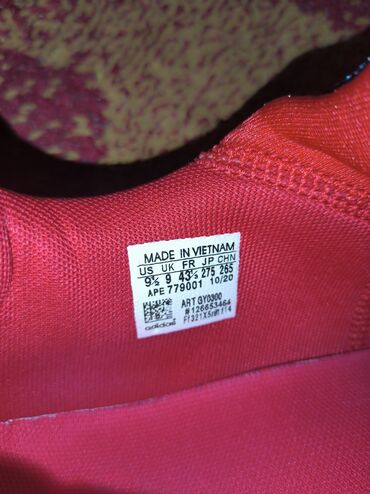 MADE IN VIETNAM
US UK FR JP CHN
9½ 9 43⅓ 275 265
APE 779001 10/20
ART GY0300
#126653464
adidas